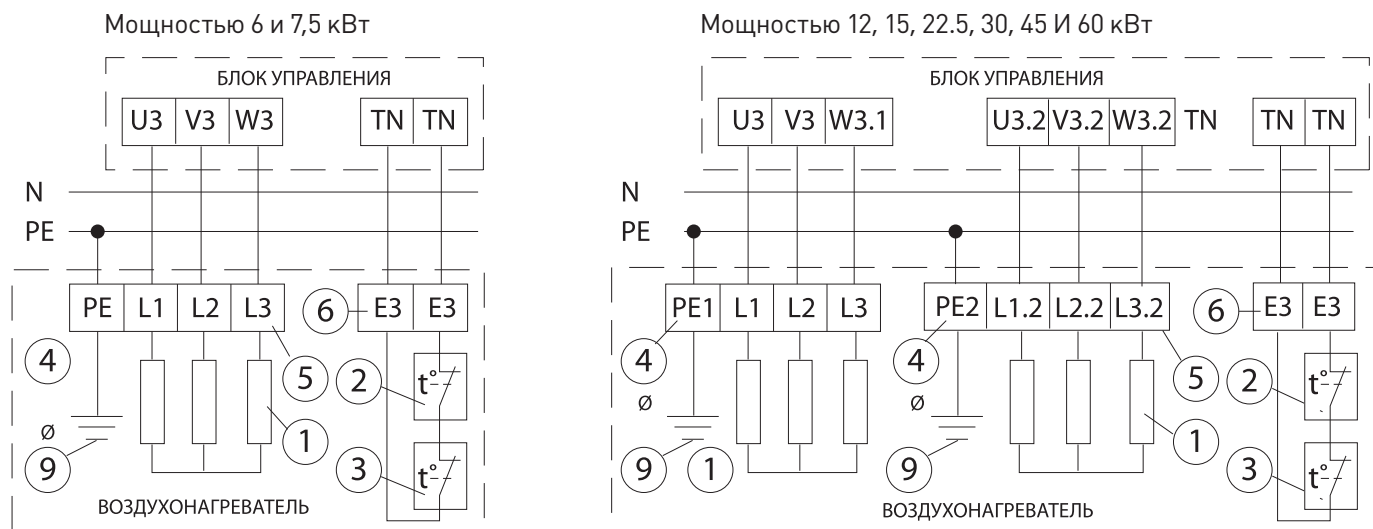 Мощностью 6 и 7,5 кВт
БЛОК УПРАВЛЕНИЯ
U3 V3 W3 TN TN
N
PE
PE L1 L2 L3 6 E3 E3
4 5 2 t°
ø 1
9 3 t°
ВОЗДУХОНАГРЕВАТЕЛЬ
Мощностью 12, 15, 22.5, 30, 45 И 60 кВт
БЛОК УПРАВЛЕНИЯ
U3 V3 W3.1 U3.2 V3.2 W3.2 TN TN TN
N
PE
PE1 L1 L2 L3 PE2 L1.2 L2.2 L3.2 6 E3 E3
4 4 5 2 t°
ø ø 1
9 1 9 3 t°
ВОЗДУХОНАГРЕВАТЕЛЬ